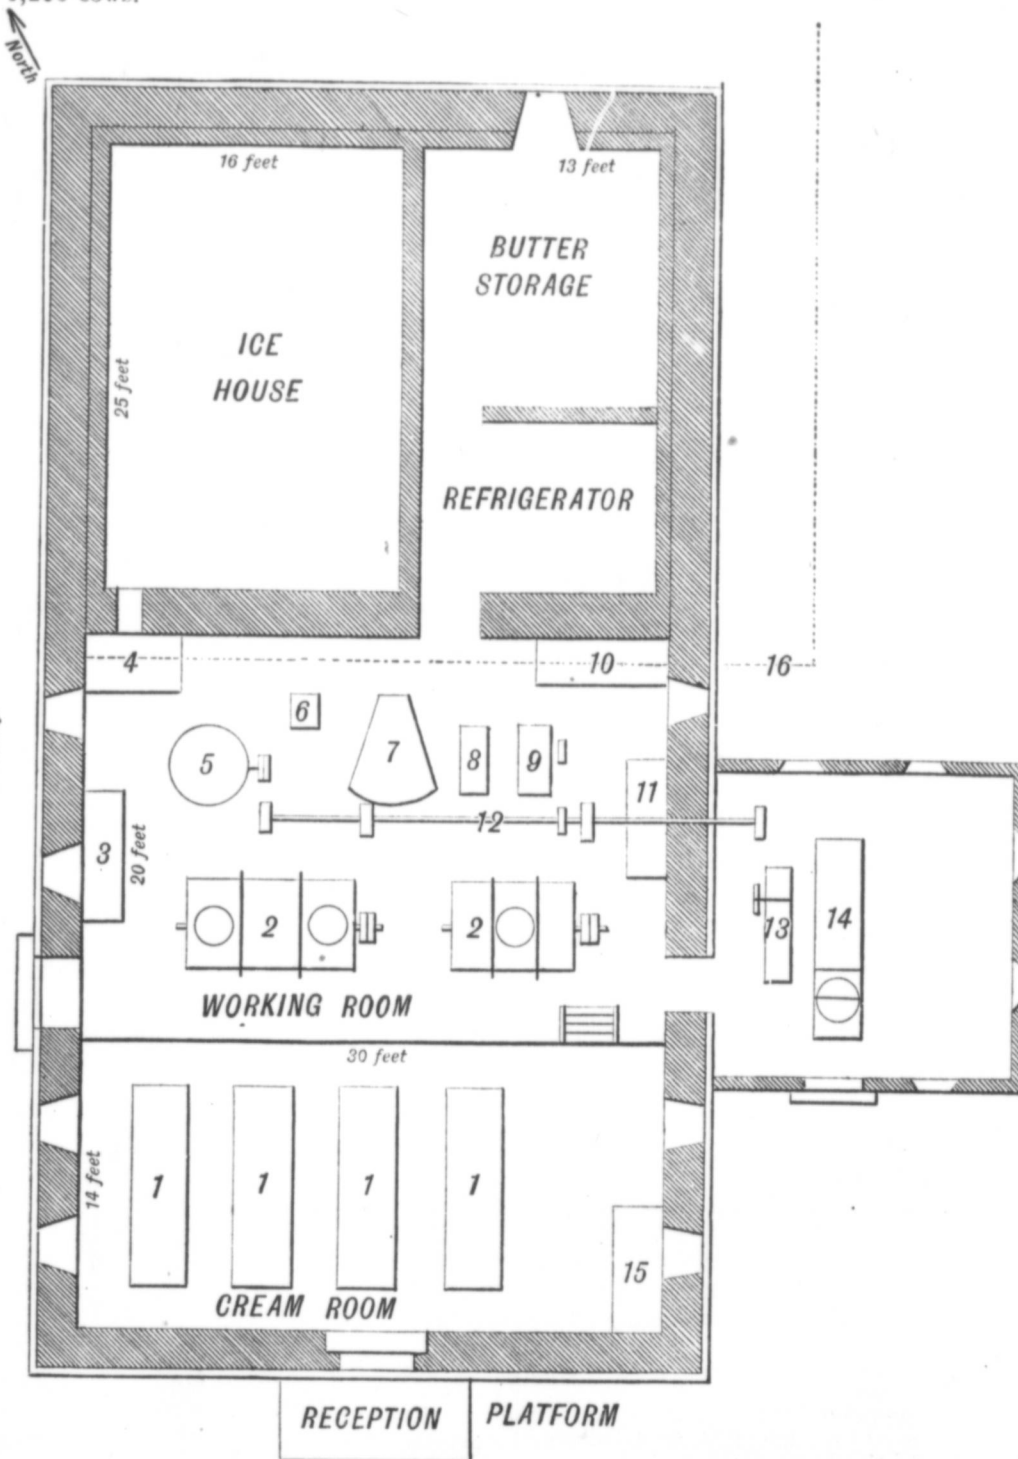 North
16 feet
13 feet
BUTTER
STORAGE
ICE
HOUSE
25 feet
REFRIGERATOR
4
10
16
6
5
7
8
9
11
12
3
20 feet
2
2
13
14
WORKING ROOM
30 feet
14 feet
1
1
1
1
15
CREAM ROOM
RECEPTION PLATFORM